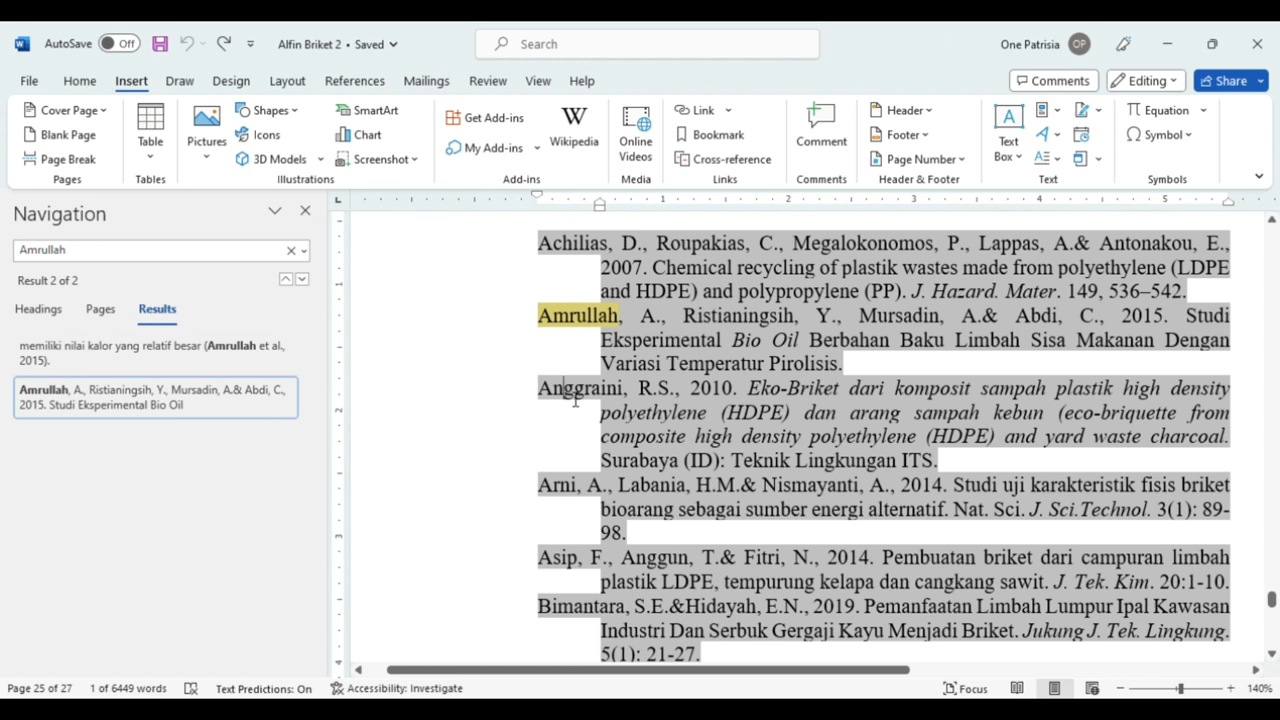 AutoSave Off Alfin Briket 2 • Saved Search One Patrisia OP
File Home Insert Draw Design Layout References Mailings Review View Help Comments Editing Share
Cover Page
Blank Page
Page Break
Pages
Table
Tables
Pictures
Shapes
Icons
3D Models
SmartArt
Chart
Screenshot
Illustrations
Get Add-ins
My Add-ins
Wikipedia
Add-ins
Online
Videos
Media
Link
Bookmark
Cross-reference
Links
Comment
Comments
Header
Footer
Page Number
Header & Footer
Text
Box
Text
Equation
Symbol
Symbols
Navigation
Amrullah
Result 2 of 2
Headings Pages Results
memiliki nilai kalor yang relatif besar (Amrullah et al.,
2015).
Amrullah, A., Ristianingsih, Y., Mursadin, A.& Abdi, C.,
2015. Studi Eksperimental Bio Oil
1 2 3 4 5
1
2
3
4
Achilias, D., Roupakias, C., Megalokonomos, P., Lappas, A.& Antonakou, E.,
2007. Chemical recycling of plastik wastes made from polyethylene (LDPE
and HDPE) and polypropylene (PP). J. Hazard. Mater. 149, 536–542.
Amrullah, A., Ristianingsih, Y., Mursadin, A.& Abdi, C., 2015. Studi
Eksperimental Bio Oil Berbahan Baku Limbah Sisa Makanan Dengan
Variasi Temperatur Pirolisis.
Anggraini, R.S., 2010. Eko-Briket dari komposit sampah plastik high density
polyethylene (HDPE) dan arang sampah kebun (eco-briquette from
composite high density polyethylene (HDPE) and yard waste charcoal.
Surabaya (ID): Teknik Lingkungan ITS.
Arni, A., Labania, H.M.& Nismayanti, A., 2014. Studi uji karakteristik fisis briket
bioarang sebagai sumber energi alternatif. Nat. Sci. J. Sci.Technol. 3(1): 89-
98.
Asip, F., Anggun, T.& Fitri, N., 2014. Pembuatan briket dari campuran limbah
plastik LDPE, tempurung kelapa dan cangkang sawit. J. Tek. Kim. 20:1-10.
Bimantara, S.E.&Hidayah, E.N., 2019. Pemanfaatan Limbah Lumpur Ipal Kawasan
Industri Dan Serbuk Gergaji Kayu Menjadi Briket. Jukung J. Tek. Lingkung.
5(1): 21-27.
Page 25 of 27 1 of 6449 words Text Predictions: On Accessibility: Investigate Focus 140%